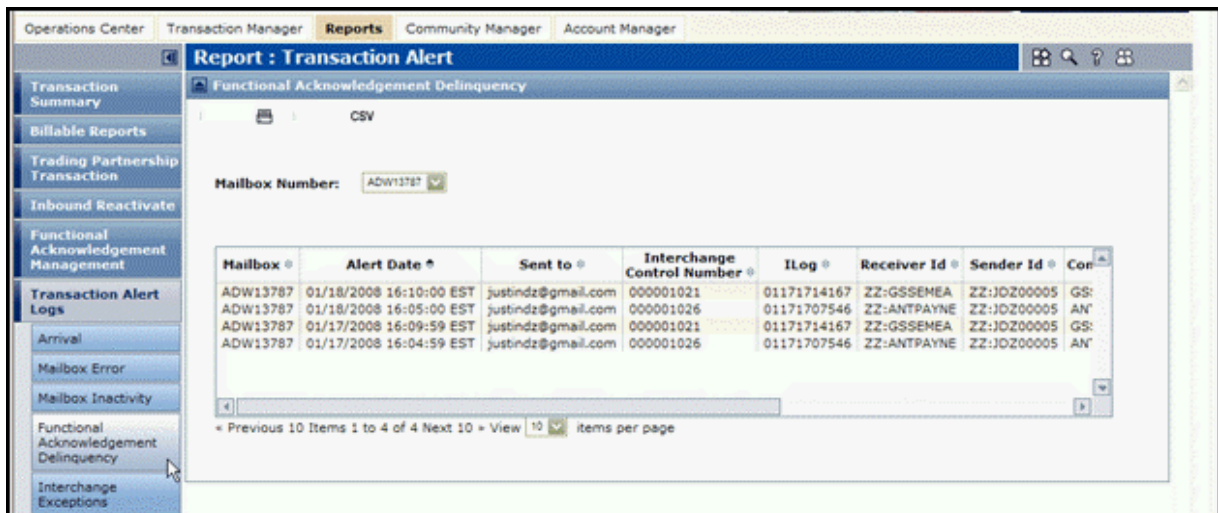 Operations Center Transaction Manager Reports Community Manager Account Manager
Report : Transaction Alert
Transaction
Summary
Billable Reports
Trading Partnership
Transaction
Inbound Reactivate
Functional
Acknowledgement
Management
Transaction Alert
Logs
Arrival
Mailbox Error
Mailbox Inactivity
Functional
Acknowledgement
Delinquency
Interchange
Exceptions
Functional Acknowledgement Delinquency
CSV
Mailbox Number: ADW13787
Mailbox Alert Date Sent to Interchange Control Number ILog Receiver Id Sender Id Con
ADW13787 01/18/2008 16:10:00 EST justindz@gmail.com 000001021 01171714167 ZZ:GSSEMEA ZZ:JDZ00005 GS:
ADW13787 01/18/2008 16:05:00 EST justindz@gmail.com 000001026 01171707546 ZZ:ANTPAYNE ZZ:JDZ00005 ANT
ADW13787 01/17/2008 16:09:59 EST justindz@gmail.com 000001021 01171714167 ZZ:GSSEMEA ZZ:JDZ00005 GS:
ADW13787 01/17/2008 16:04:59 EST justindz@gmail.com 000001026 01171707546 ZZ:ANTPAYNE ZZ:JDZ00005 ANT
« Previous 10 Items 1 to 4 of 4 Next 10 » View 10 items per page